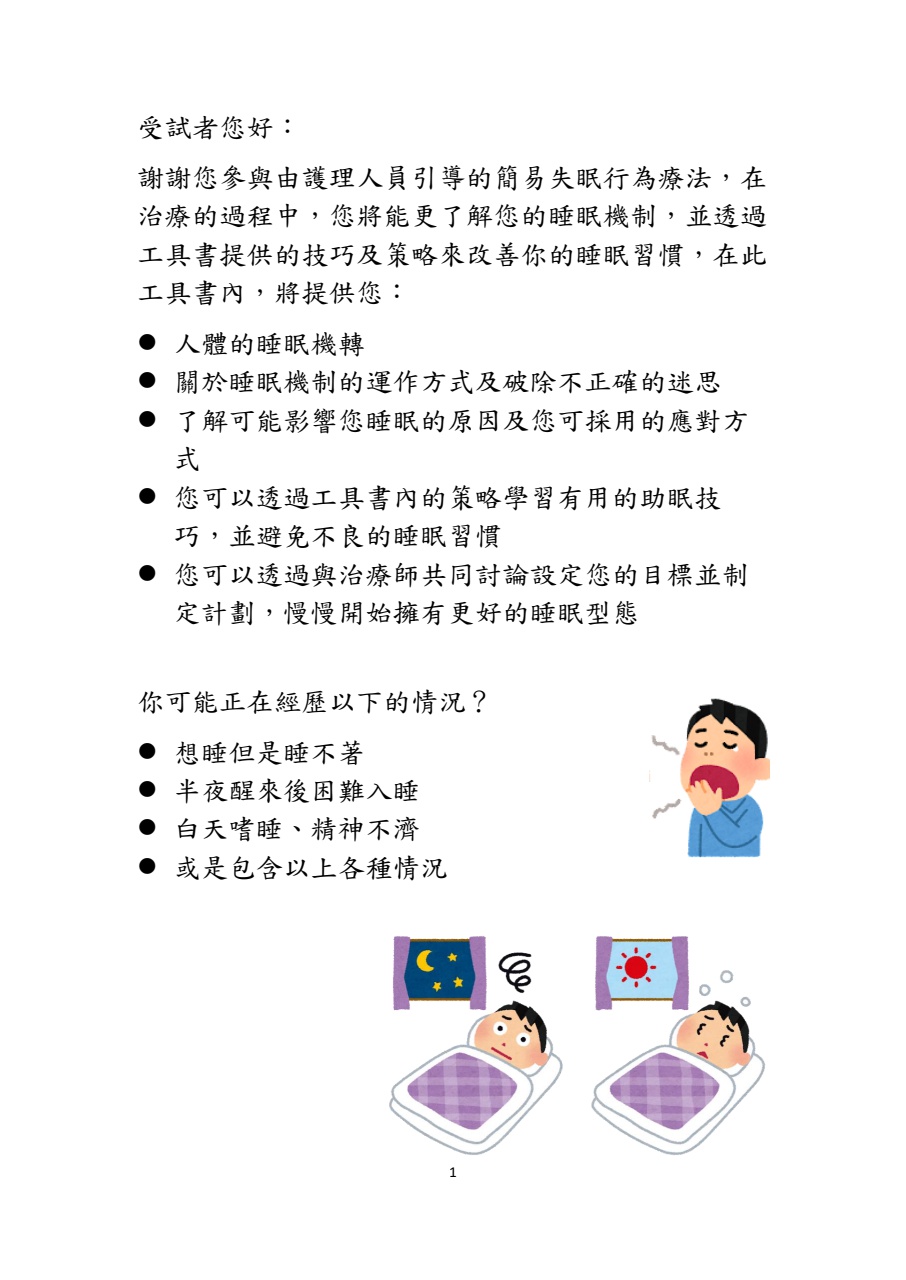 受試者您好：
謝謝您參與由護理人員引導的簡易失眠行為療法，在
治療的過程中，您將能更了解您的睡眠機制，並透過
工具書提供的技巧及策略來改善你的睡眠習慣，在此
工具書內，將提供您：
● 人體的睡眠機轉
● 關於睡眠機制的運作方式及破除不正確的迷思
● 了解可能影響您睡眠的原因及您可採用的應對方
式
● 您可以透過工具書內的策略學習有用的助眠技
巧，並避免不良的睡眠習慣
● 您可以透過與治療師共同討論設定您的目標並制
定計劃，慢慢開始擁有更好的睡眠型態
你可能正在經歷以下的情況？
● 想睡但是睡不著
● 半夜醒來後困難入睡
● 白天嗜睡、精神不濟
● 或是包含以上各種情況
1